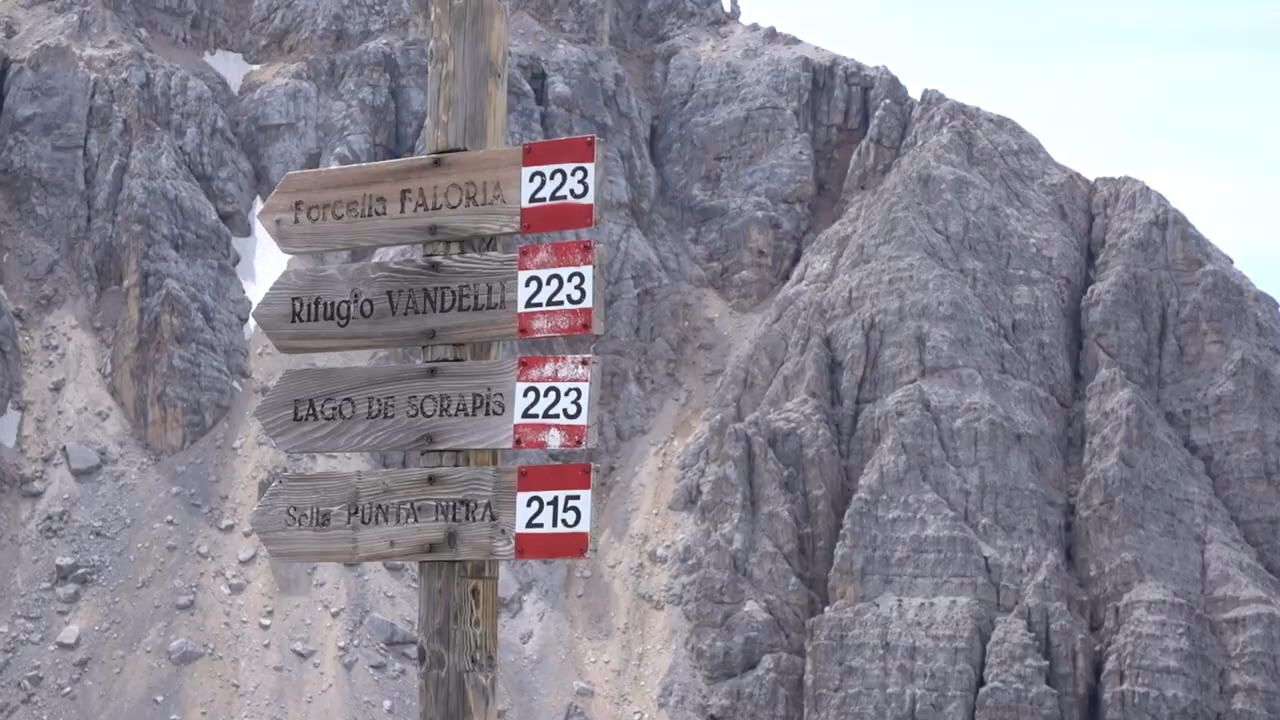 Forcella FALORIA 223
Rifugio VANDELLI 223
LAGO DE SORAPIS 223
Sella PUNTA NERA 215